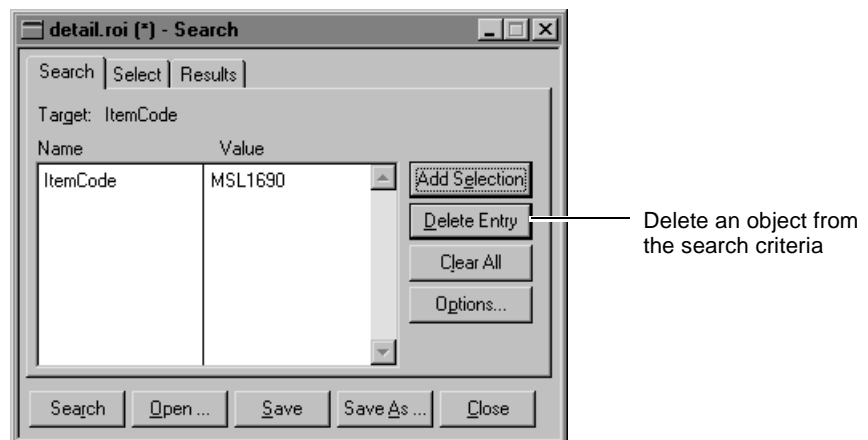 detail.roi (*) - Search
Search Select Results
Target: ItemCode
Name Value
ItemCode MSL1690
Add Selection
Delete Entry
Clear All
Options...
Delete an object from
the search criteria
Search Open ... Save Save As ... Close